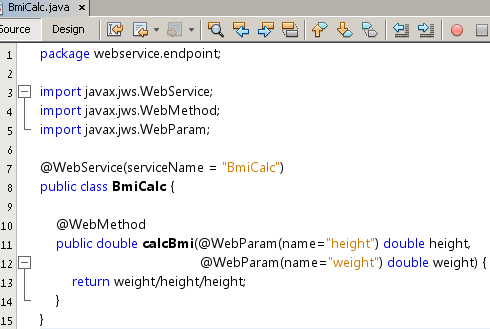 BmiCalc.java
Source Design
1 package webservice.endpoint;
2
3 import javax.jws.WebService;
4 import javax.jws.WebMethod;
5 import javax.jws.WebParam;
6
7 @WebService(serviceName = "BmiCalc")
8 public class BmiCalc {
9
10 @WebMethod
11 public double calcBmi(@WebParam(name="height") double height,
12 @WebParam(name="weight") double weight) {
13 return weight/height/height;
14 }
15 }